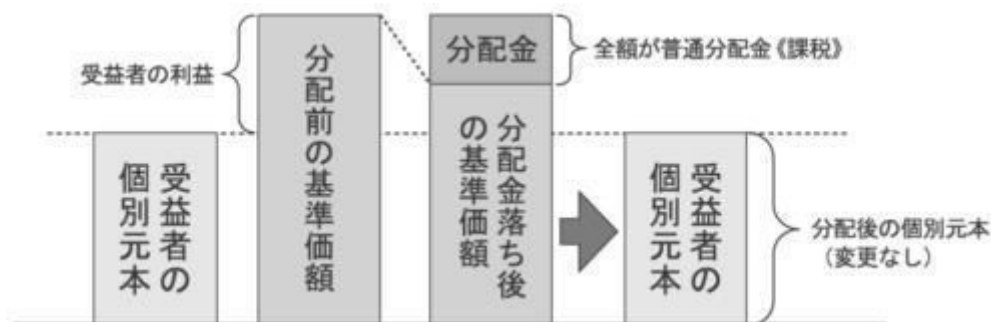 受益者の利益
受益者の
個別元本
分配前の基準価額
分配金
全額が普通分配金《課税》
分配金落ち後
の基準価額
受益者の
個別元本
分配後の個別元本
(変更なし)